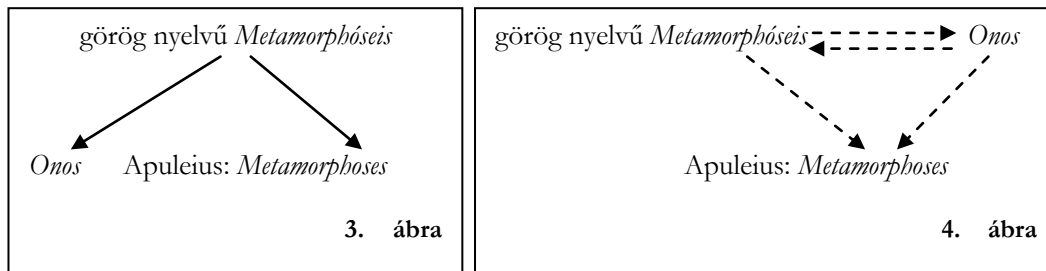 görög nyelvű Metamorphóseis
Onos Apuleius: Metamorphoses
3. ábra
görög nyelvű Metamorphóseis Onos
Apuleius: Metamorphoses
4. ábra